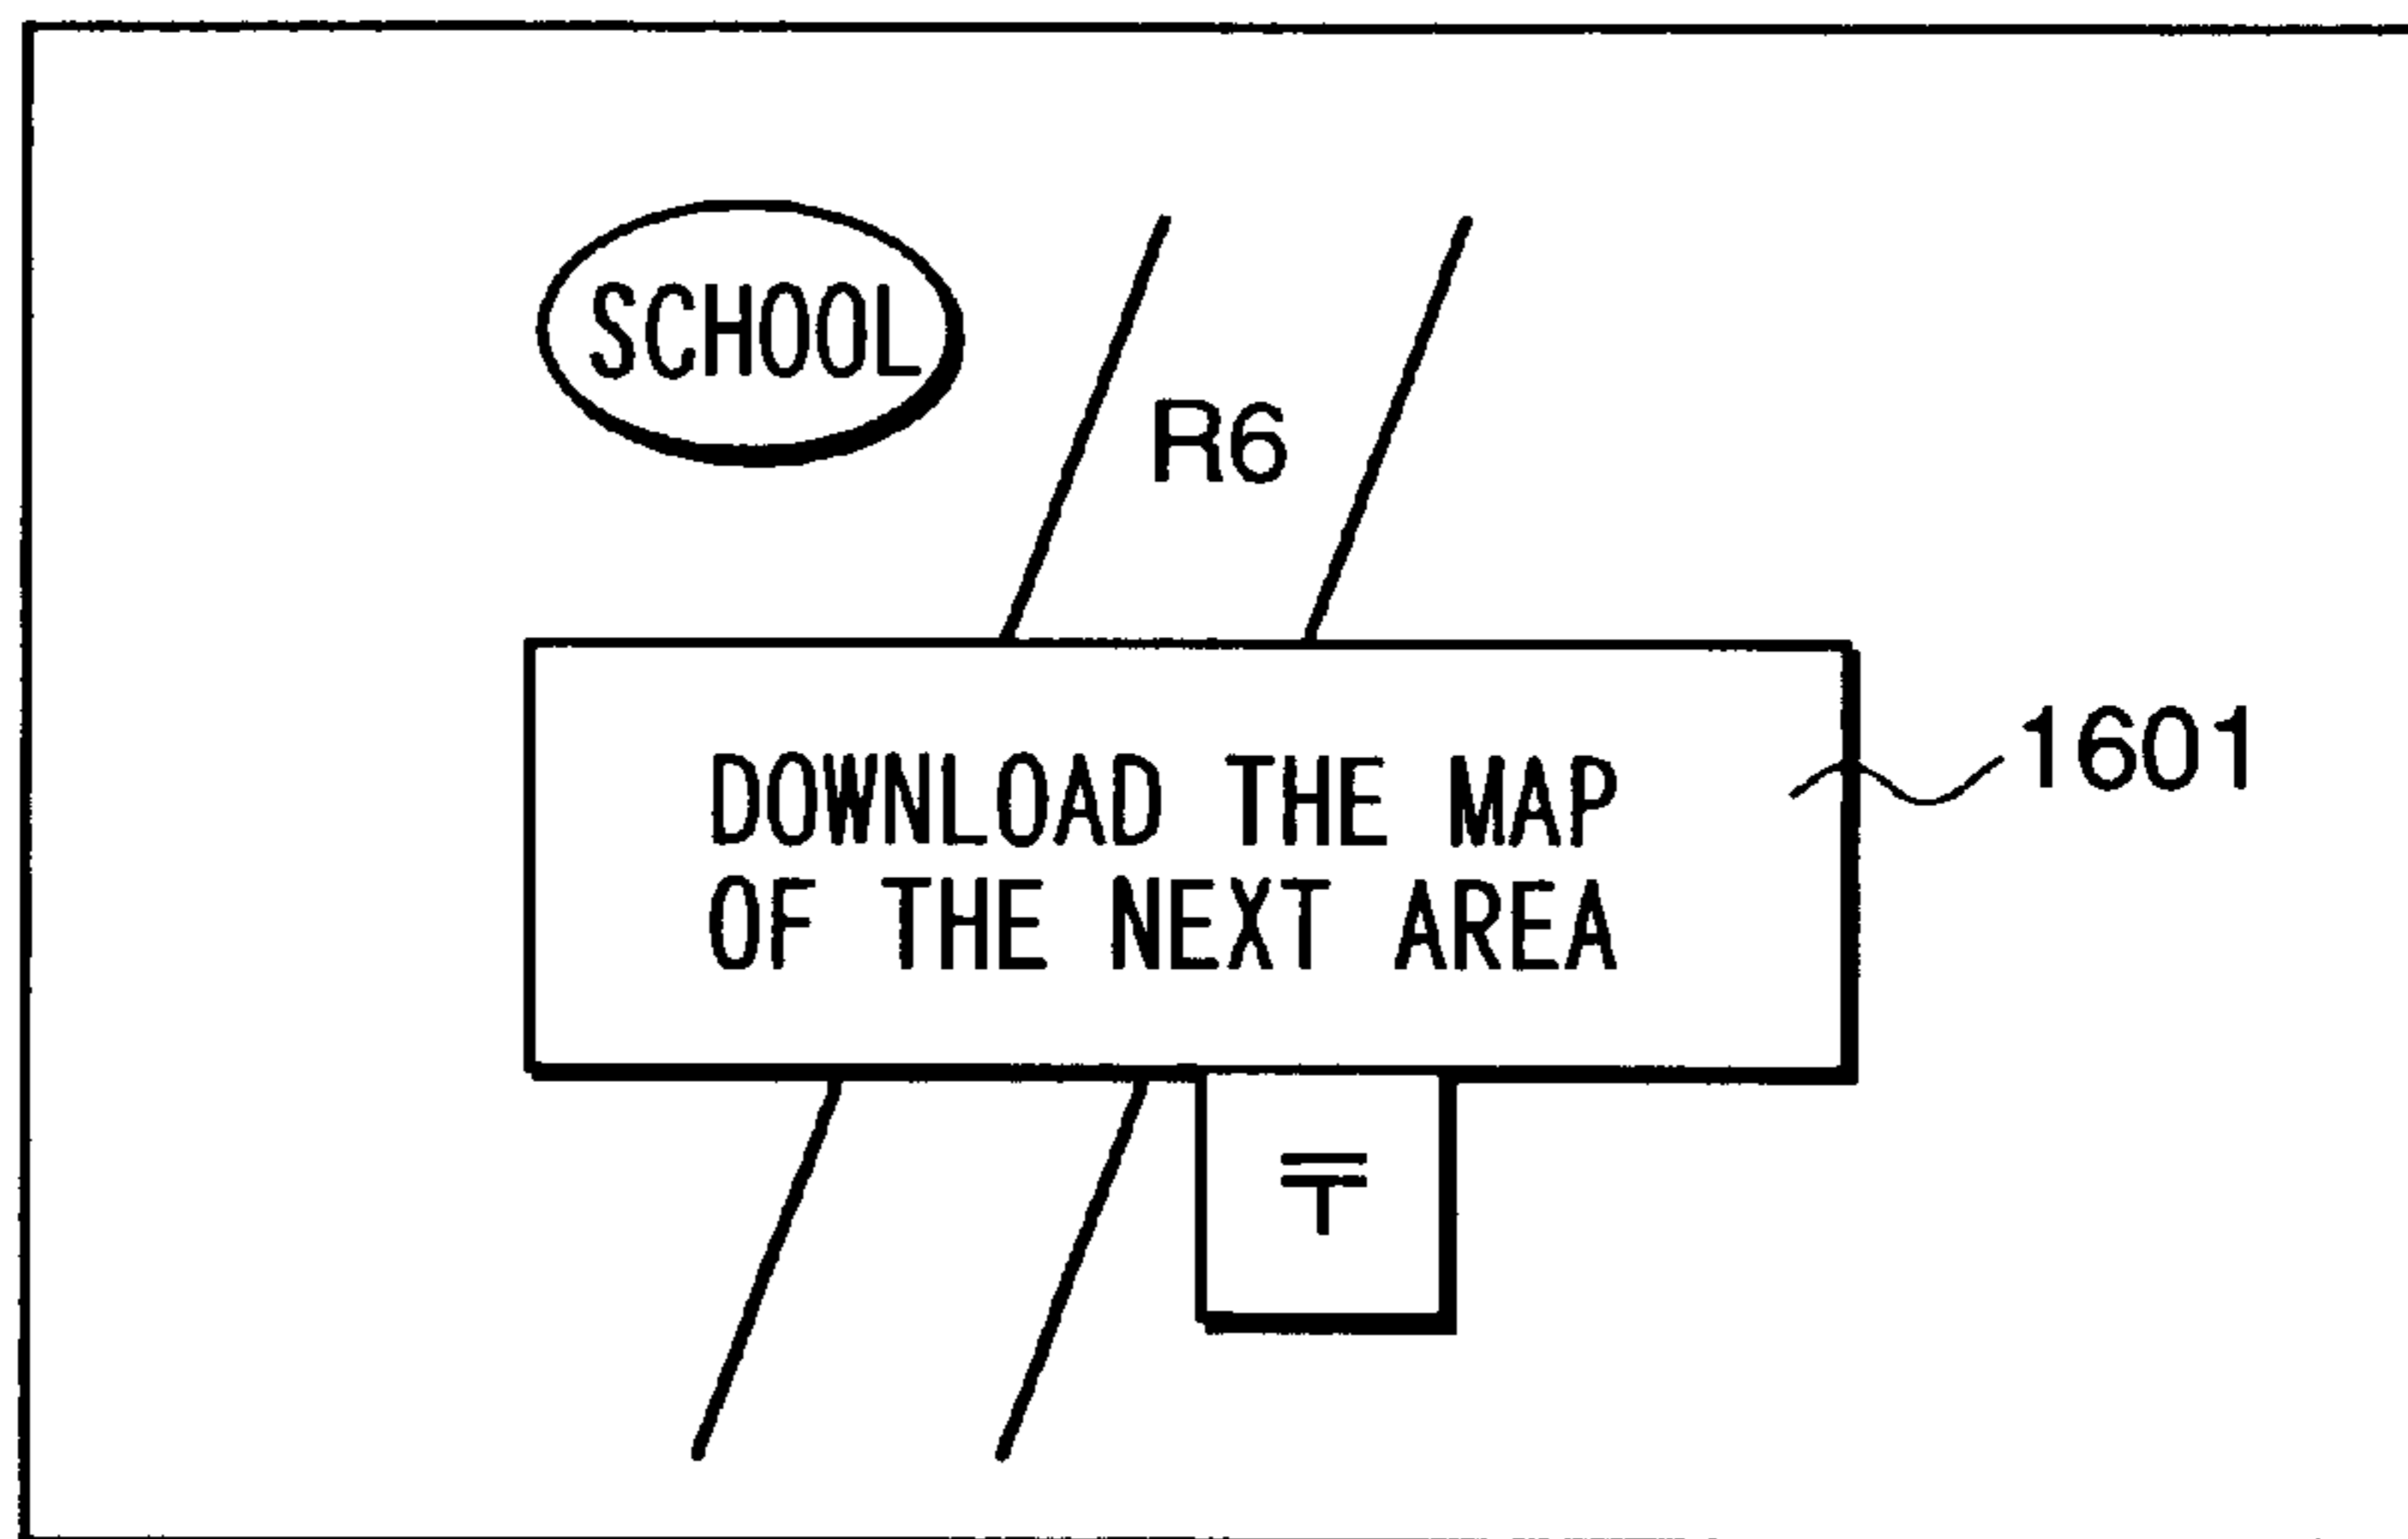 SCHOOL
R6
DOWNLOAD THE MAP
OF THE NEXT AREA
1601
〒